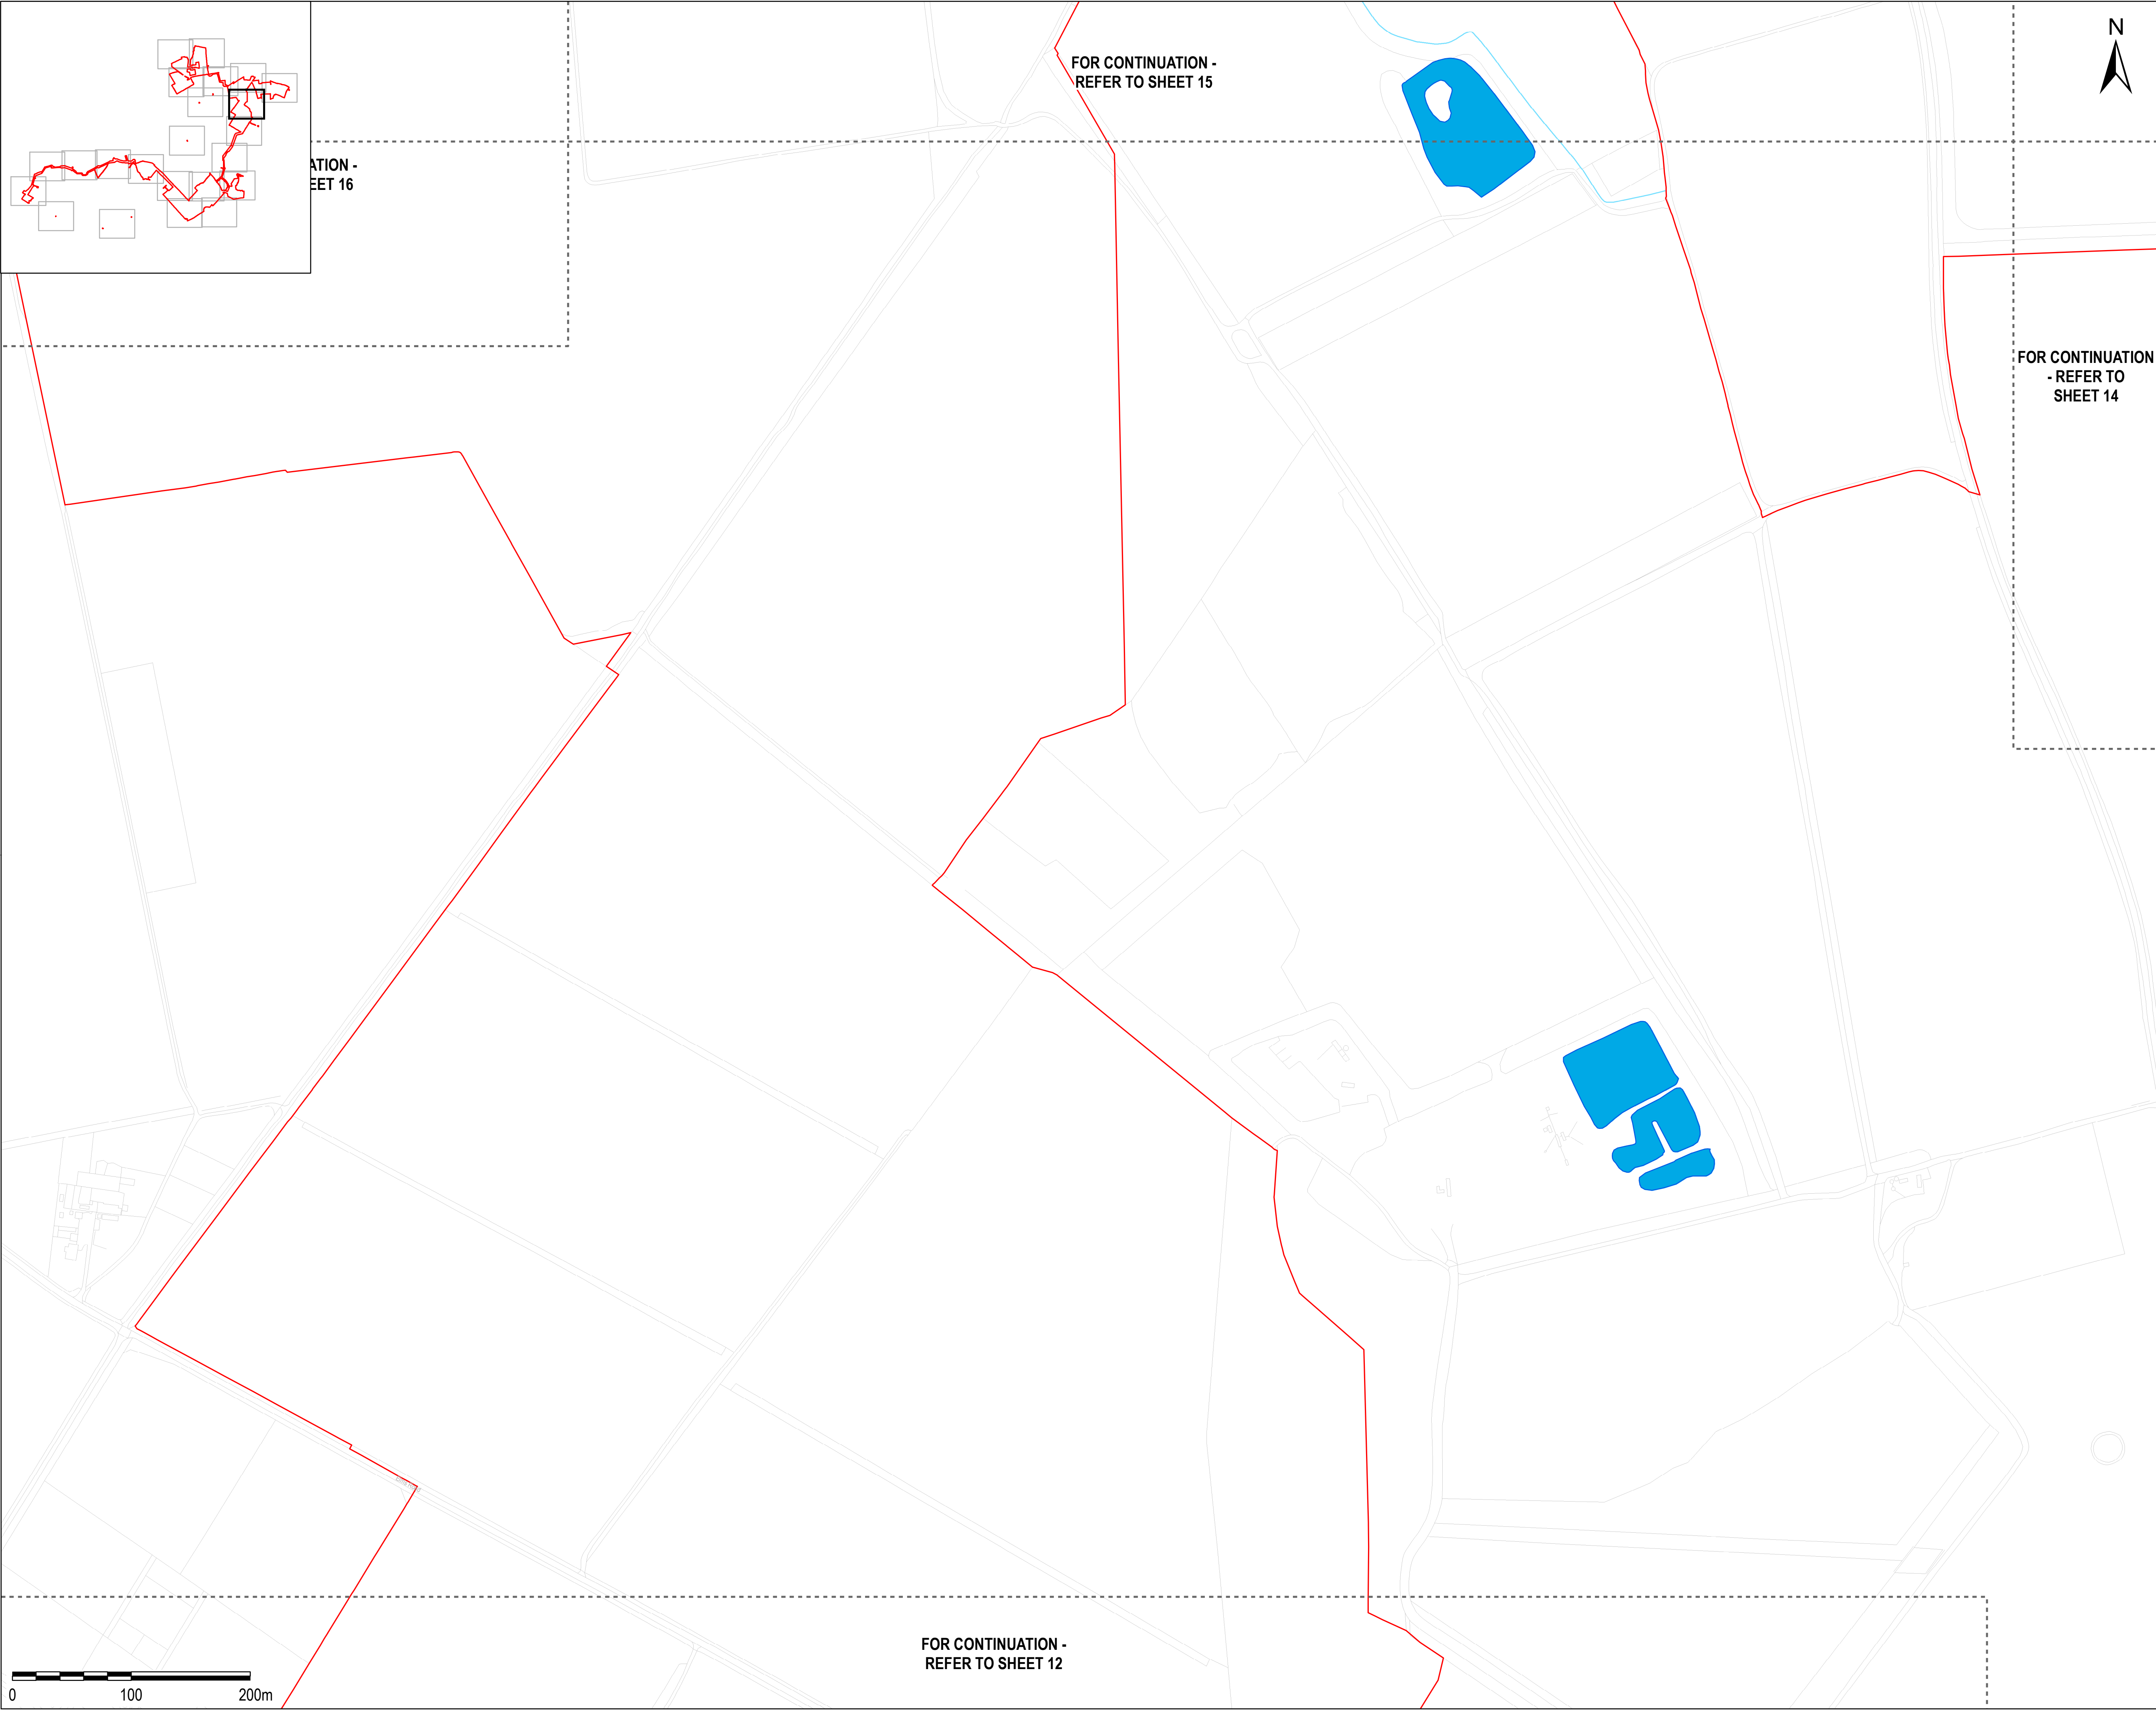 N
FOR CONTINUATION -
REFER TO SHEET 15
ATION -
EET 16
FOR CONTINUATION
- REFER TO
SHEET 14
FOR CONTINUATION -
REFER TO SHEET 12
0 100 200m